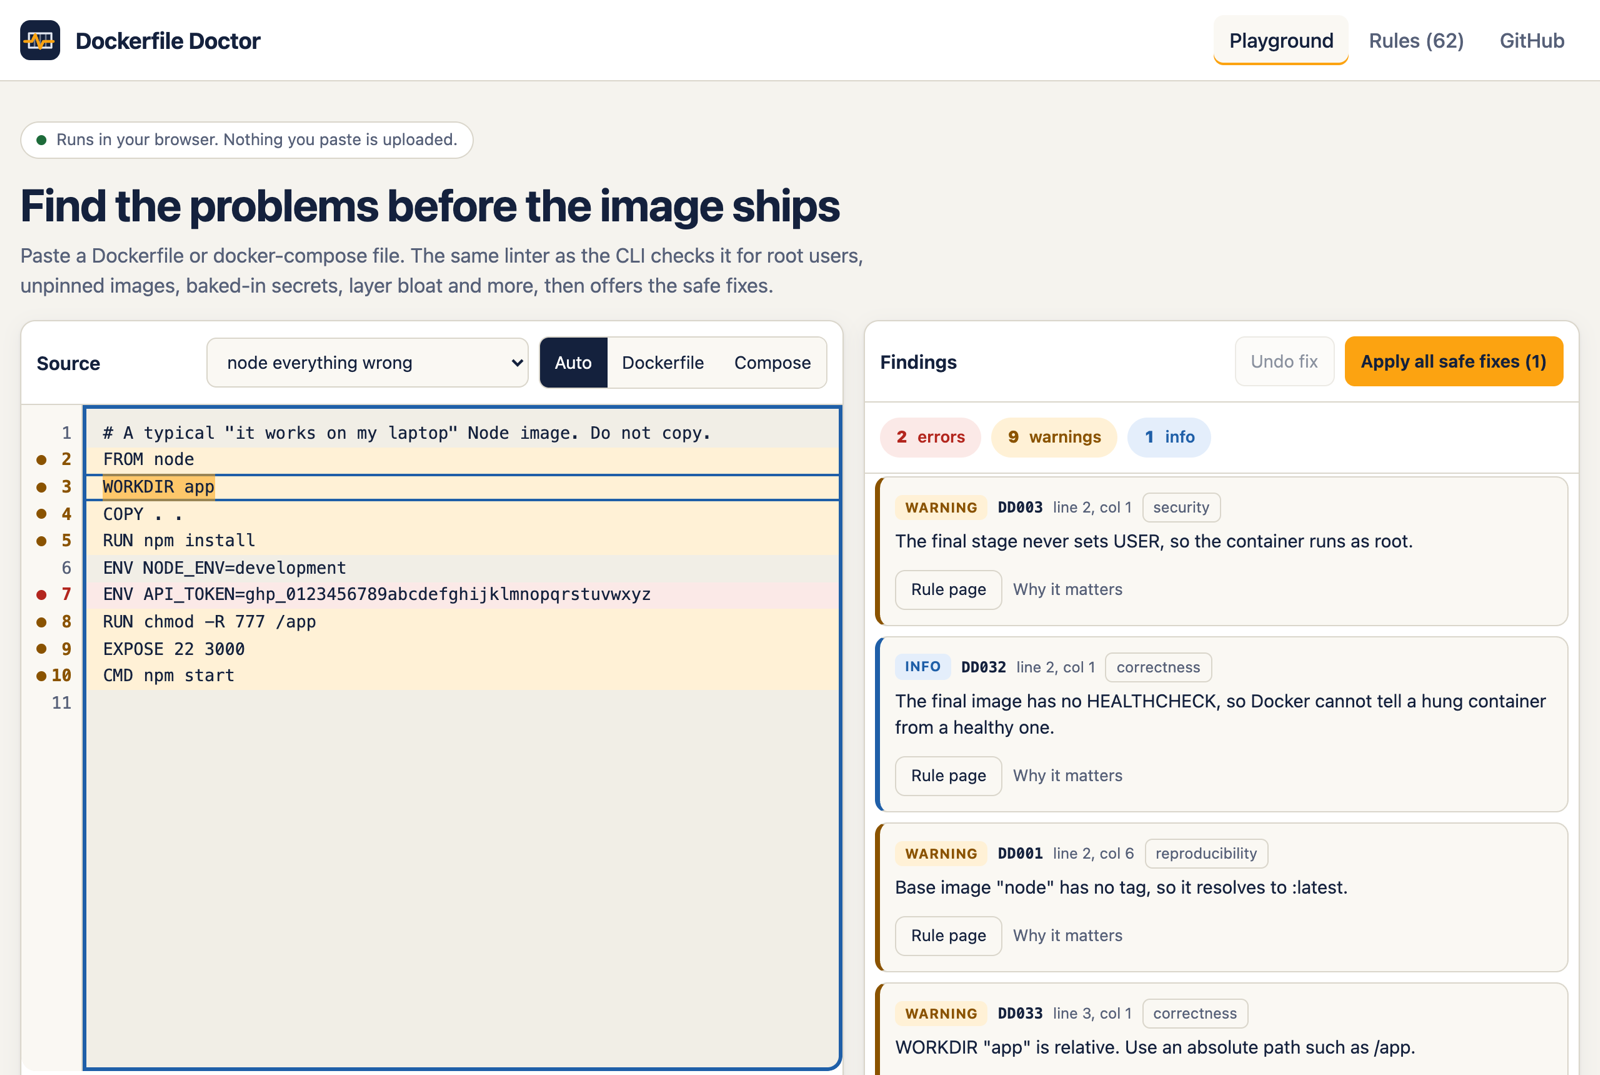 Dockerfile Doctor
Playground
Rules (62)
GitHub
Runs in your browser. Nothing you paste is uploaded.
Find the problems before the image ships
Paste a Dockerfile or docker-compose file. The same linter as the CLI checks it for root users,
unpinned images, baked-in secrets, layer bloat and more, then offers the safe fixes.
Source
node everything wrong
Auto
Dockerfile
Compose
1 # A typical "it works on my laptop" Node image. Do not copy.
2 FROM node
3 WORKDIR app
4 COPY . .
5 RUN npm install
6 ENV NODE_ENV=development
7 ENV API_TOKEN=ghp_0123456789abcdefghijklmnopqrstuvwxyz
8 RUN chmod -R 777 /app
9 EXPOSE 22 3000
10 CMD npm start
11
Findings
Undo fix
Apply all safe fixes (1)
2 errors
9 warnings
1 info
WARNING DD003 line 2, col 1 security
The final stage never sets USER, so the container runs as root.
Rule page Why it matters
INFO DD032 line 2, col 1 correctness
The final image has no HEALTHCHECK, so Docker cannot tell a hung container
from a healthy one.
Rule page Why it matters
WARNING DD001 line 2, col 6 reproducibility
Base image "node" has no tag, so it resolves to :latest.
Rule page Why it matters
WARNING DD033 line 3, col 1 correctness
WORKDIR "app" is relative. Use an absolute path such as /app.